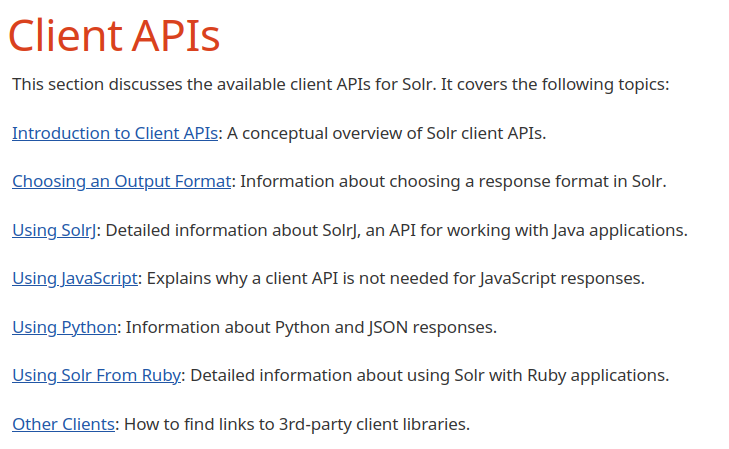 Client APIs
This section discusses the available client APIs for Solr. It covers the following topics:
Introduction to Client APIs: A conceptual overview of Solr client APIs.
Choosing an Output Format: Information about choosing a response format in Solr.
Using SolrJ: Detailed information about SolrJ, an API for working with Java applications.
Using JavaScript: Explains why a client API is not needed for JavaScript responses.
Using Python: Information about Python and JSON responses.
Using Solr From Ruby: Detailed information about using Solr with Ruby applications.
Other Clients: How to find links to 3rd-party client libraries.